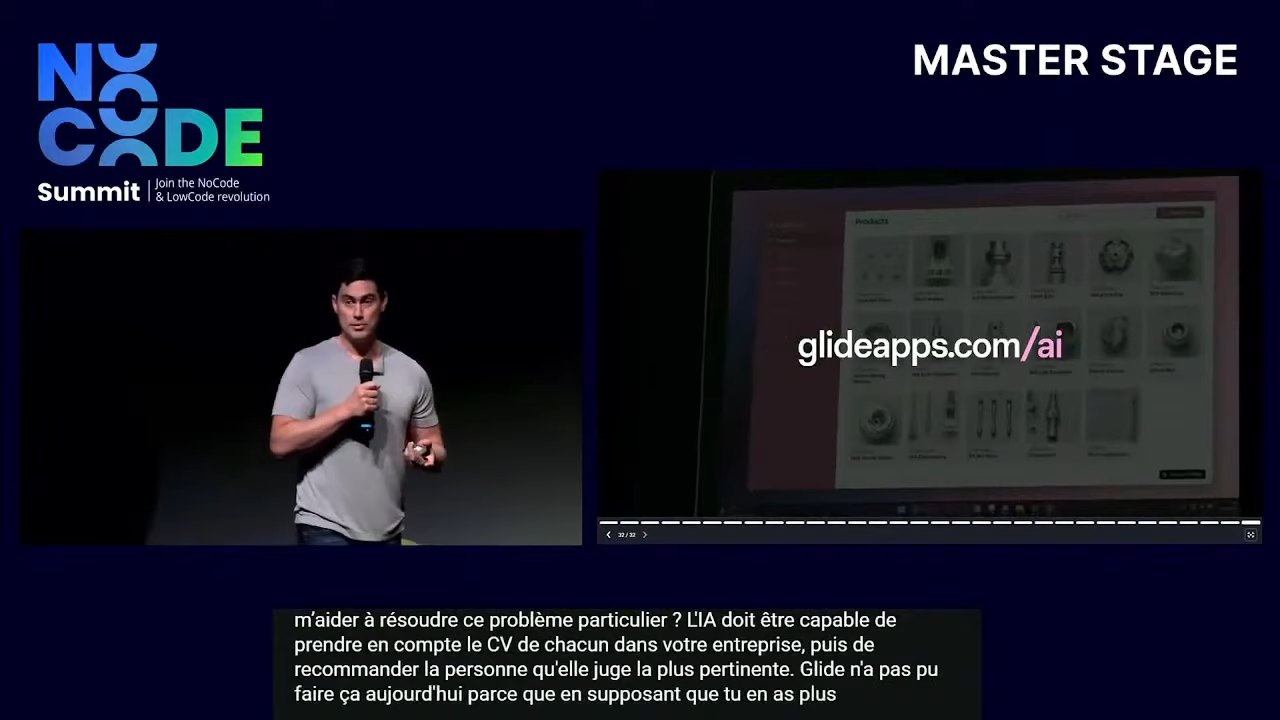 NO
CODE
Summit
Join the NoCode
& LowCode revolution
MASTER STAGE
Products
glideapps.com/ai
32 / 32
m'aider à résoudre ce problème particulier ? L'IA doit être capable de
prendre en compte le CV de chacun dans votre entreprise, puis de
recommander la personne qu'elle juge la plus pertinente. Glide n'a pas pu
faire ça aujourd'hui parce que en supposant que tu en as plus